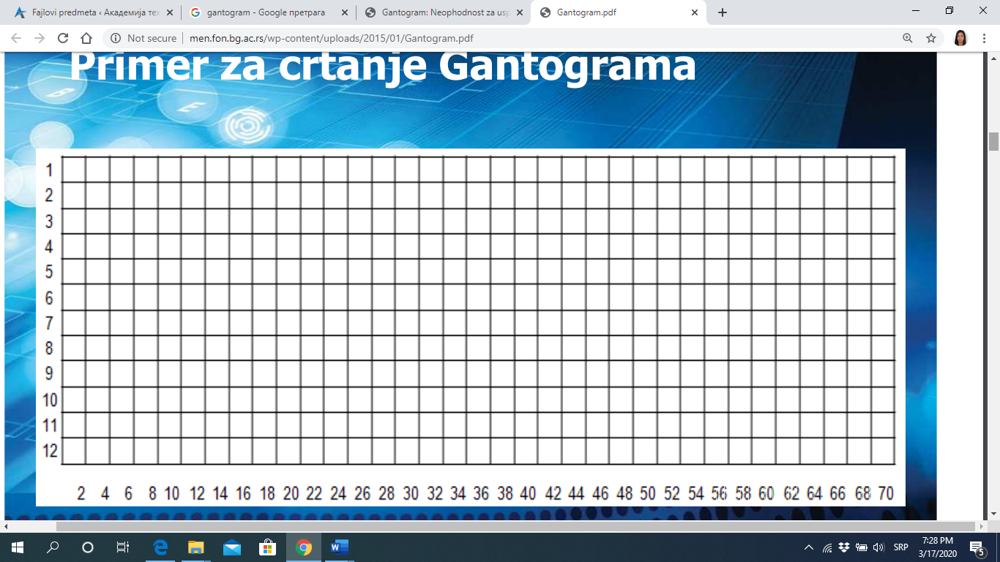 Fajlovi predmeta ‹ Академија тех
gantogram - Google претрага
Gantogram: Neophodnost za usp
Gantogram.pdf
Not secure
men.fon.bg.ac.rs/wp-content/uploads/2015/01/Gantogram.pdf
Primer za crtanje Gantograma
1
2
3
4
5
6
7
8
9
10
11
12
2 4 6 8 10 12 14 16 18 20 22 24 26 28 30 32 34 36 38 40 42 44 46 48 50 52 54 56 58 60 62 64 66 68 70
SRP
7:28 PM
3/17/2020
5